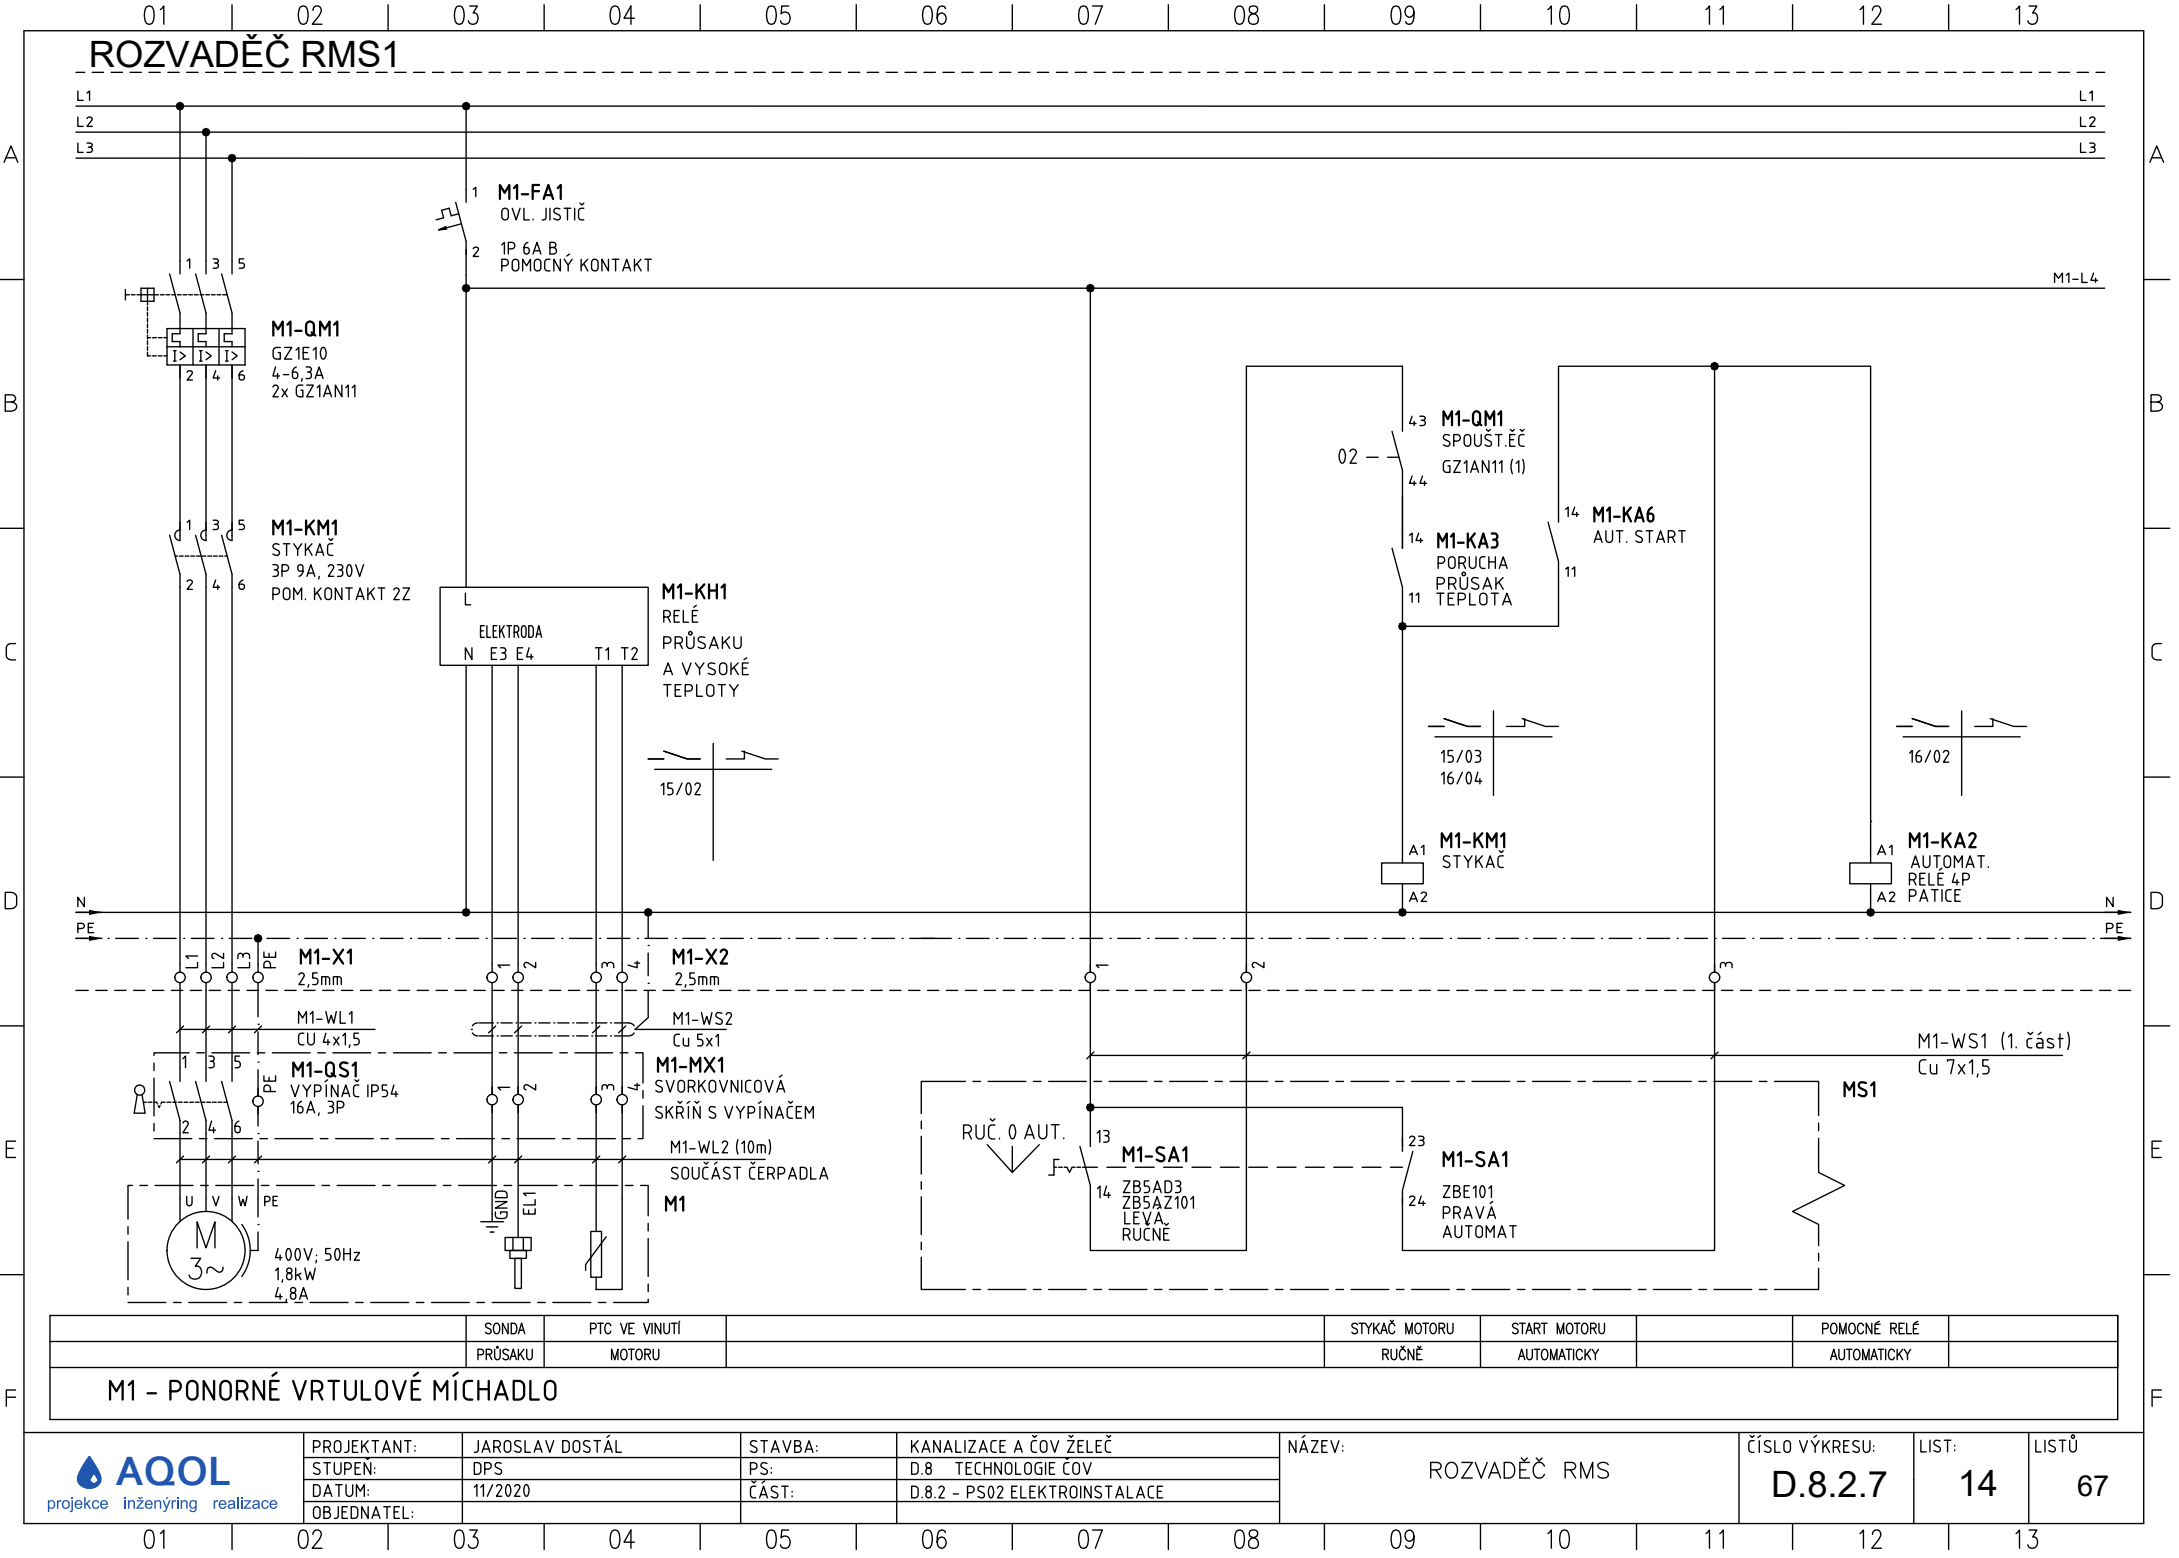 01 02 03 04 05 06 07 08 09 10 11 12 13
ROZVADĚČ RMS1
L1 L1
L2 L2
L3 L3
A A
1 M1-FA1
OVL. JISTIČ
2 1P 6A B
POMOCNÝ KONTAKT
M1-L4
1 3 5
M1-QM1
GZ1E10
4-6,3A
2x GZ1AN11
I> I> I>
2 4 6
B B
43 M1-QM1
SPOUŠT.ĚČ
02
GZ1AN11 (1)
44
14 M1-KA6
AUT. START
11
14 M1-KA3
PORUCHA
PRŮSAK
11 TEPLOTA
1 3 5
M1-KM1
STYKAČ
3P 9A, 230V
POM. KONTAKT 2Z
2 4 6
L
ELEKTRODA
N E3 E4 T1 T2
M1-KH1
RELÉ
PRŮSAKU
A VYSOKÉ
TEPLOTY
C C
15/02
15/03
16/04
16/02
A1 M1-KM1
STYKAČ
A2
A1 M1-KA2
AUTOMAT.
RELÉ 4P
A2 PATICE
D D
N N
PE PE
L1 L2 L3 PE
M1-X1
2,5mm
1 2 3 4
M1-X2
2,5mm
1 2 3
M1-WL1
CU 4x1,5
M1-WS2
Cu 5x1
M1-WS1 (1. část)
Cu 7x1,5
1 3 5
PE
M1-QS1
VYPÍNAČ IP54
16A, 3P
2 4 6
1 2 3 4
M1-MX1
SVORKOVNICOVÁ
SKŘÍŇ S VYPÍNAČEM
MS1
E E
M1-WL2 (10m)
SOUČÁST ČERPADLA
RUČ. 0 AUT.
13
M1-SA1
14 ZB5AD3
ZB5AZ101
LEVÁ
RUČNĚ
23
M1-SA1
ZBE101
24 PRAVÁ
AUTOMAT
U V W PE
GND EL1
M1
M
3~
400V; 50Hz
1,8kW
4,8A
SONDA PTC VE VINUTÍ STYKAČ MOTORU START MOTORU POMOCNÉ RELÉ
PRŮSAKU MOTORU RUČNĚ AUTOMATICKY AUTOMATICKY
M1 - PONORNÉ VRTULOVÉ MÍCHADLO
F F
AQOL
projekce inženýring realizace
PROJEKTANT: JAROSLAV DOSTÁL
STUPEŇ: DPS
DATUM: 11/2020
OBJEDNATEL:
STAVBA: KANALIZACE A ČOV ŽELEČ
PS: D.8 TECHNOLOGIE ČOV
ČÁST: D.8.2 - PS02 ELEKTROINSTALACE
NÁZEV:
ROZVADĚČ RMS
ČÍSLO VÝKRESU:
D.8.2.7
LIST:
14
LISTŮ
67
01 02 03 04 05 06 07 08 09 10 11 12 13